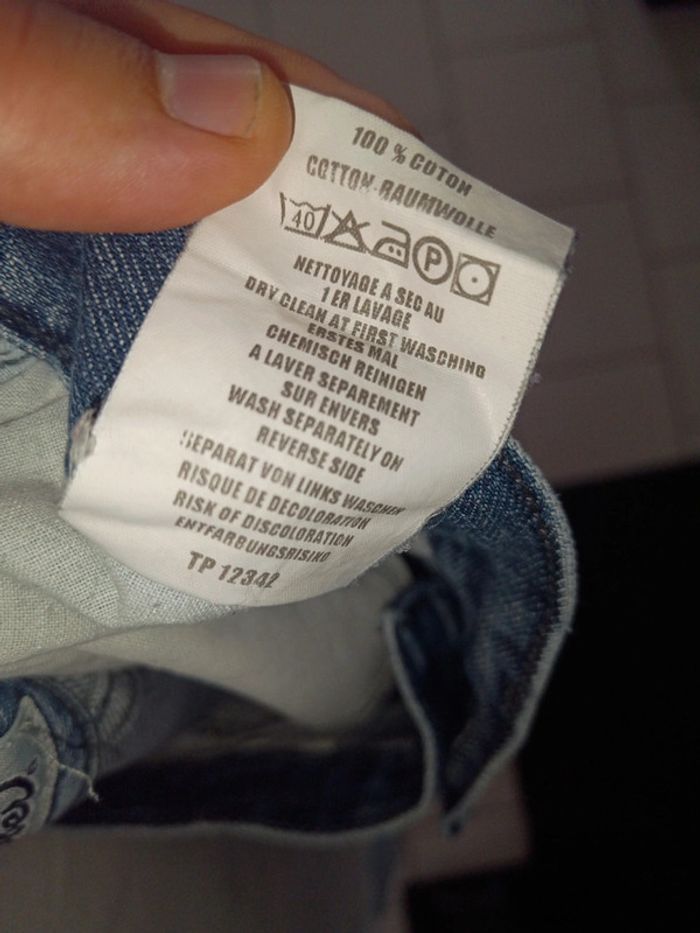 100 % COTON
COTTON-BAUMWOLLE
40 P
NETTOYAGE A SEC AU
1 ER LAVAGE
DRY CLEAN AT FIRST WASCHING
ERSTES MAL
CHEMISCH REINIGEN
A LAVER SEPAREMENT
SUR ENVERS
WASH SEPARATELY ON
REVERSE SIDE
SEPARAT VON LINKS WASCHEN
RISQUE DE DECOLORATION
RISK OF DISCOLORATION
ENTFARBUNGSRISIKO
TP 12342